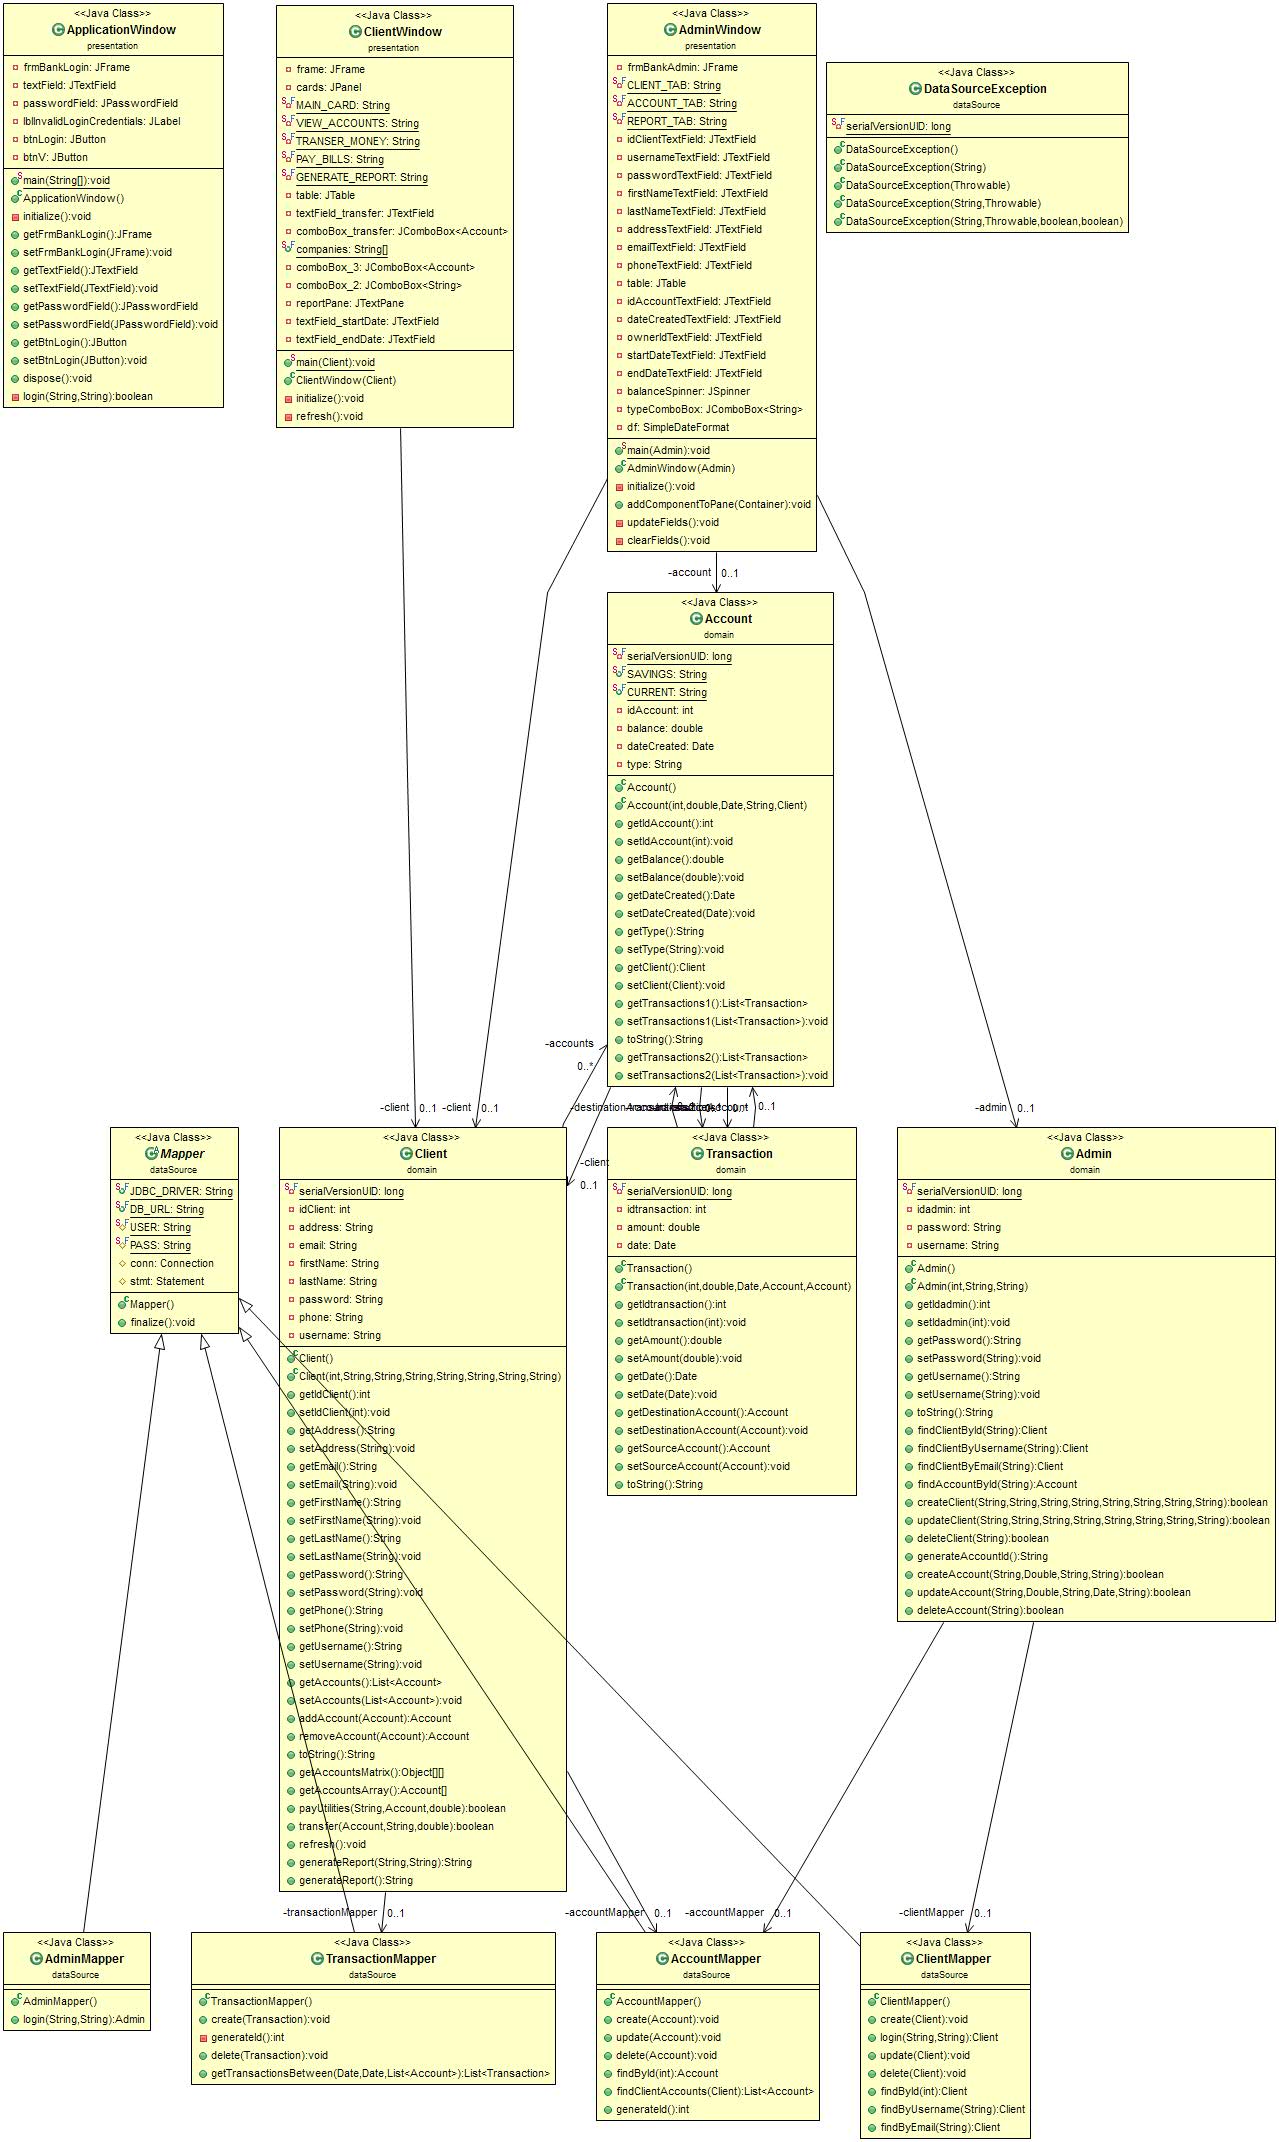 <<Java Class>>
ApplicationWindow
presentation
frmBankLogin: JFrame
textField: JTextField
passwordField: JPasswordField
lblInvalidLoginCredentials: JLabel
btnLogin: JButton
btnV: JButton
main(String[]):void
ApplicationWindow()
initialize():void
getFrmBankLogin():JFrame
setFrmBankLogin(JFrame):void
getTextField():JTextField
setTextField(JTextField):void
getPasswordField():JPasswordField
setPasswordField(JPasswordField):void
getBtnLogin():JButton
setBtnLogin(JButton):void
dispose():void
login(String,String):boolean
<<Java Class>>
ClientWindow
presentation
frame: JFrame
cards: JPanel
MAIN_CARD: String
VIEW_ACCOUNTS: String
TRANSER_MONEY: String
PAY_BILLS: String
GENERATE_REPORT: String
table: JTable
textField_transfer: JTextField
comboBox_transfer: JComboBox<Account>
companies: String[]
comboBox_3: JComboBox<Account>
comboBox_2: JComboBox<String>
reportPane: JTextPane
textField_startDate: JTextField
textField_endDate: JTextField
main(Client):void
ClientWindow(Client)
initialize():void
refresh():void
<<Java Class>>
AdminWindow
presentation
frmBankAdmin: JFrame
CLIENT_TAB: String
ACCOUNT_TAB: String
REPORT_TAB: String
idClientTextField: JTextField
usernameTextField: JTextField
passwordTextField: JTextField
firstNameTextField: JTextField
lastNameTextField: JTextField
addressTextField: JTextField
emailTextField: JTextField
phoneTextField: JTextField
table: JTable
idAccountTextField: JTextField
dateCreatedTextField: JTextField
ownerIdTextField: JTextField
startDateTextField: JTextField
endDateTextField: JTextField
balanceSpinner: JSpinner
typeComboBox: JComboBox<String>
df: SimpleDateFormat
main(Admin):void
AdminWindow(Admin)
initialize():void
addComponentToPane(Container):void
updateFields():void
clearFields():void
<<Java Class>>
DataSourceException
dataSource
serialVersionUID: long
DataSourceException()
DataSourceException(String)
DataSourceException(Throwable)
DataSourceException(String,Throwable)
DataSourceException(String,Throwable,boolean,boolean)
-account 0..1
<<Java Class>>
Account
domain
serialVersionUID: long
SAVINGS: String
CURRENT: String
idAccount: int
balance: double
dateCreated: Date
type: String
Account()
Account(int,double,Date,String,Client)
getIdAccount():int
setIdAccount(int):void
getBalance():double
setBalance(double):void
getDateCreated():Date
setDateCreated(Date):void
getType():String
setType(String):void
getClient():Client
setClient(Client):void
getTransactions1():List<Transaction>
setTransactions1(List<Transaction>):void
toString():String
getTransactions2():List<Transaction>
setTransactions2(List<Transaction>):void
-accounts
0..*
-client 0..1
-client 0..1
0..1
-admin 0..1
-client
0..1
<<Java Class>>
Mapper
dataSource
JDBC_DRIVER: String
DB_URL: String
USER: String
PASS: String
conn: Connection
stmt: Statement
Mapper()
finalize():void
<<Java Class>>
Client
domain
serialVersionUID: long
idClient: int
address: String
email: String
firstName: String
lastName: String
password: String
phone: String
username: String
Client()
Client(int,String,String,String,String,String,String,String)
getIdClient():int
setIdClient(int):void
getAddress():String
setAddress(String):void
getEmail():String
setEmail(String):void
getFirstName():String
setFirstName(String):void
getLastName():String
setLastName(String):void
getPassword():String
setPassword(String):void
getPhone():String
setPhone(String):void
getUsername():String
setUsername(String):void
getAccounts():List<Account>
setAccounts(List<Account>):void
addAccount(Account):Account
removeAccount(Account):Account
toString():String
getAccountsMatrix():Object[][]
getAccountsArray():Account[]
payUtilities(String,Account,double):boolean
transfer(Account,String,double):boolean
refresh():void
generateReport(String,String):String
generateReport():String
<<Java Class>>
Transaction
domain
serialVersionUID: long
idtransaction: int
amount: double
date: Date
Transaction()
Transaction(int,double,Date,Account,Account)
getIdtransaction():int
setIdtransaction(int):void
getAmount():double
setAmount(double):void
getDate():Date
setDate(Date):void
getDestinationAccount():Account
setDestinationAccount(Account):void
getSourceAccount():Account
setSourceAccount(Account):void
toString():String
<<Java Class>>
Admin
domain
serialVersionUID: long
idadmin: int
password: String
username: String
Admin()
Admin(int,String,String)
getIdadmin():int
setIdadmin(int):void
getPassword():String
setPassword(String):void
getUsername():String
setUsername(String):void
toString():String
findClientById(String):Client
findClientByUsername(String):Client
findClientByEmail(String):Client
findAccountById(String):Account
createClient(String,String,String,String,String,String,String):boolean
updateClient(String,String,String,String,String,String,String,String):boolean
deleteClient(String):boolean
generateAccountId():String
createAccount(String,Double,String,String):boolean
updateAccount(String,Double,String,Date,String):boolean
deleteAccount(String):boolean
-transactionMapper 0..1
-accountMapper 0..1
-accountMapper 0..1
-clientMapper 0..1
<<Java Class>>
AdminMapper
dataSource
AdminMapper()
login(String,String):Admin
<<Java Class>>
TransactionMapper
dataSource
TransactionMapper()
create(Transaction):void
generateId():int
delete(Transaction):void
getTransactionsBetween(Date,Date,List<Account>):List<Transaction>
<<Java Class>>
AccountMapper
dataSource
AccountMapper()
create(Account):void
update(Account):void
delete(Account):void
findById(int):Account
findClientAccounts(Client):List<Account>
generateId():int
<<Java Class>>
ClientMapper
dataSource
ClientMapper()
create(Client):void
login(String,String):Client
update(Client):void
delete(Client):void
findById(int):Client
findByUsername(String):Client
findByEmail(String):Client